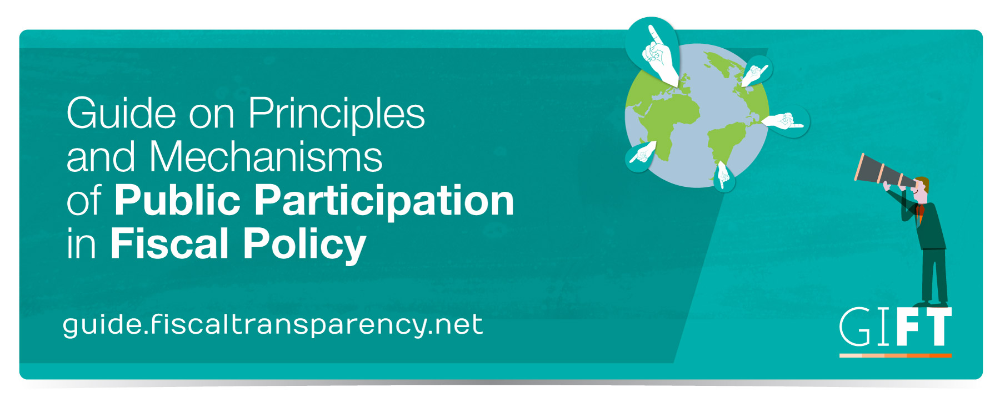 Guide on Principles
and Mechanisms
of Public Participation
in Fiscal Policy
guide.fiscaltransparency.net
GIFT